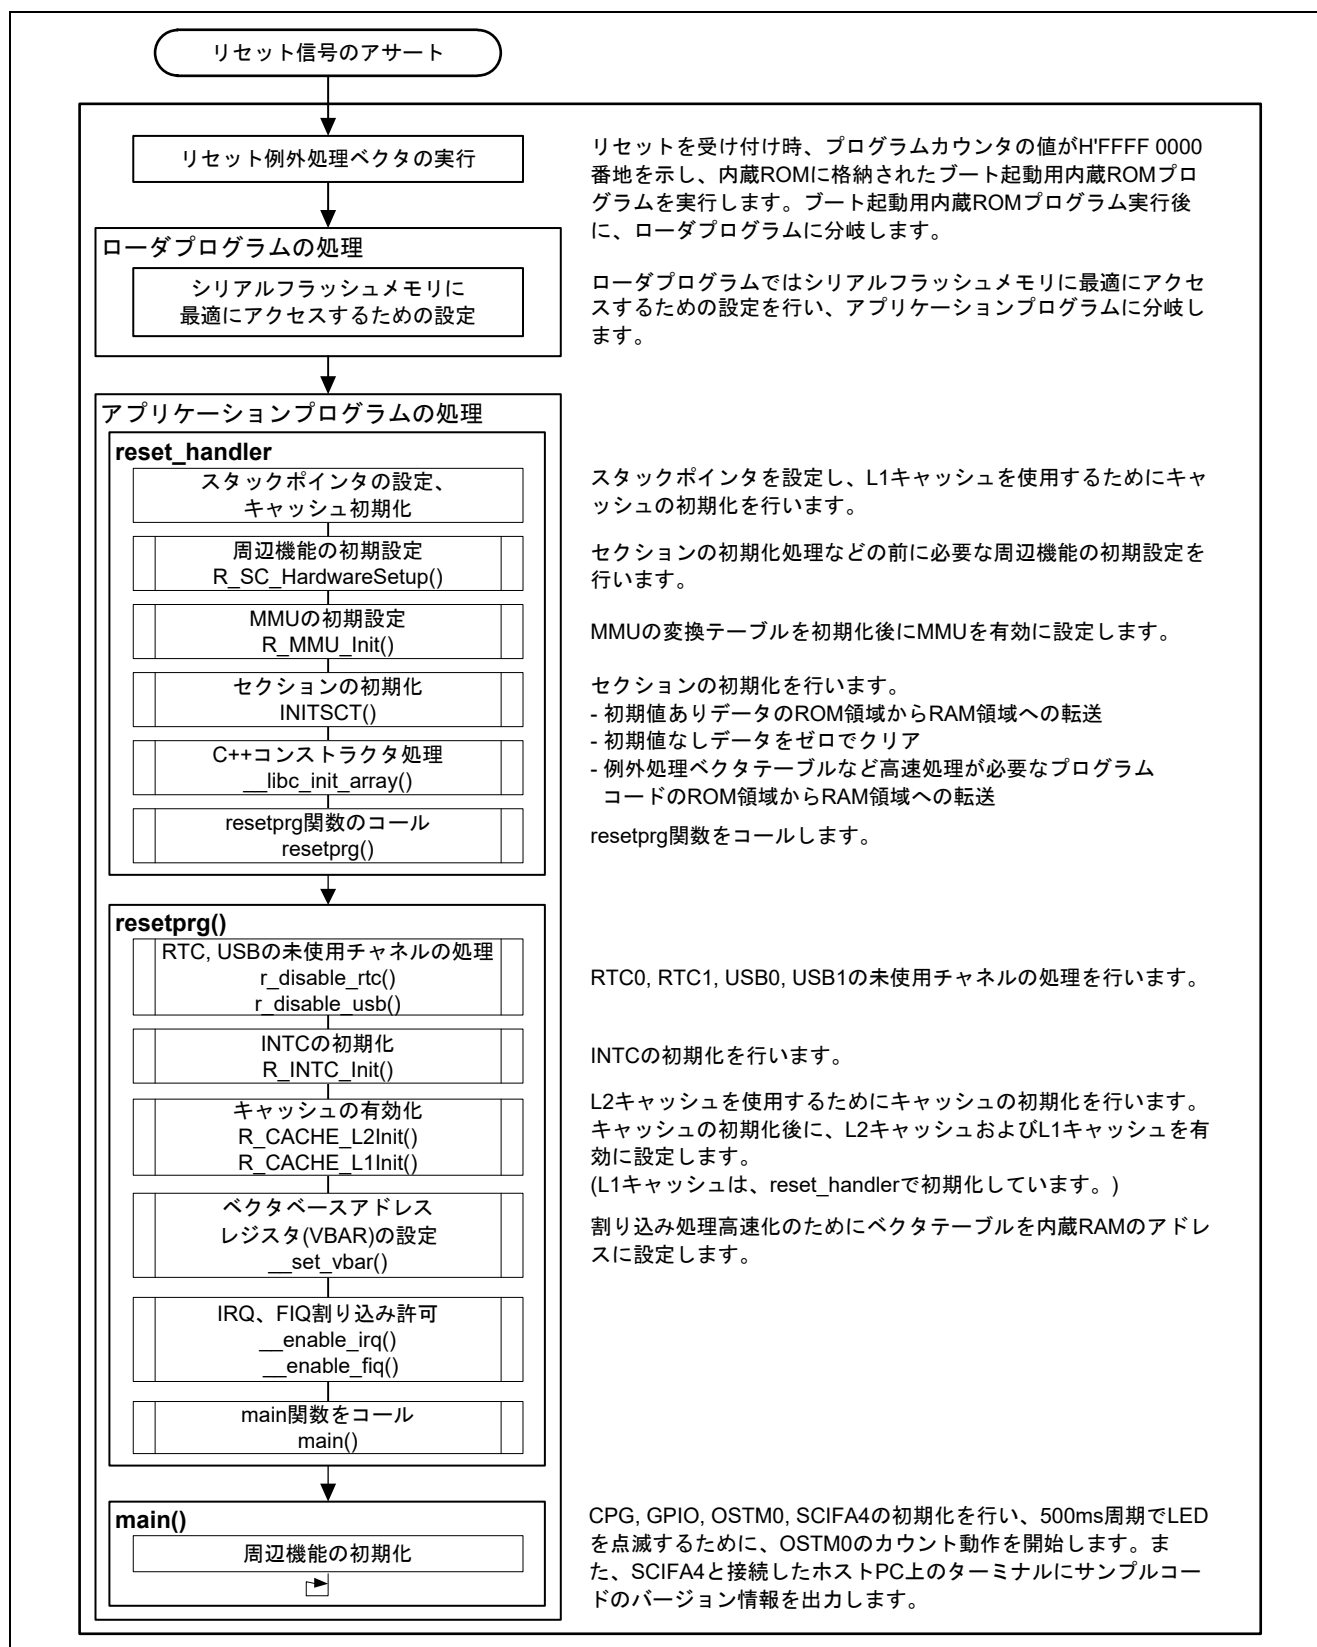 リセット信号のアサート
リセット例外処理ベクタの実行
リセットを受け付け時、プログラムカウンタの値がH'FFFF 0000
番地を示し、内蔵ROMに格納されたブート起動用内蔵ROMプロ
グラムを実行します。ブート起動用内蔵ROMプログラム実行後
に、ローダプログラムに分岐します。
ローダプログラムの処理
シリアルフラッシュメモリに
最適にアクセスするための設定
ローダプログラムではシリアルフラッシュメモリに最適にアクセ
スするための設定を行い、アプリケーションプログラムに分岐し
ます。
アプリケーションプログラムの処理
reset_handler
スタックポインタの設定、
キャッシュ初期化
スタックポインタを設定し、L1キャッシュを使用するためにキャ
ッシュの初期化を行います。
周辺機能の初期設定
R_SC_HardwareSetup()
セクションの初期化処理などの前に必要な周辺機能の初期設定を
行います。
MMUの初期設定
R_MMU_Init()
MMUの変換テーブルを初期化後にMMUを有効に設定します。
セクションの初期化
INITSCT()
セクションの初期化を行います。
- 初期値ありデータのROM領域からRAM領域への転送
- 初期値なしデータをゼロでクリア
- 例外処理ベクタテーブルなど高速処理が必要なプログラム
コードのROM領域からRAM領域への転送
C++コンストラクタ処理
__libc_init_array()
resetprg関数のコール
resetprg()
resetprg関数をコールします。
resetprg()
RTC, USBの未使用チャネルの処理
r_disable_rtc()
r_disable_usb()
RTC0, RTC1, USB0, USB1の未使用チャネルの処理を行います。
INTCの初期化
R_INTC_Init()
INTCの初期化を行います。
キャッシュの有効化
R_CACHE_L2Init()
R_CACHE_L1Init()
L2キャッシュを使用するためにキャッシュの初期化を行います。
キャッシュの初期化後に、L2キャッシュおよびL1キャッシュを有
効に設定します。
(L1キャッシュは、reset_handlerで初期化しています。)
ベクタベースアドレス
レジスタ(VBAR)の設定
__set_vbar()
割り込み処理高速化のためにベクタテーブルを内蔵RAMのアドレ
スに設定します。
IRQ、FIQ割り込み許可
__enable_irq()
__enable_fiq()
main関数をコール
main()
main()
周辺機能の初期化
CPG, GPIO, OSTM0, SCIFA4の初期化を行い、500ms周期でLED
を点滅するために、OSTM0のカウント動作を開始します。ま
た、SCIFA4と接続したホストPC上のターミナルにサンプルコー
ドのバージョン情報を出力します。